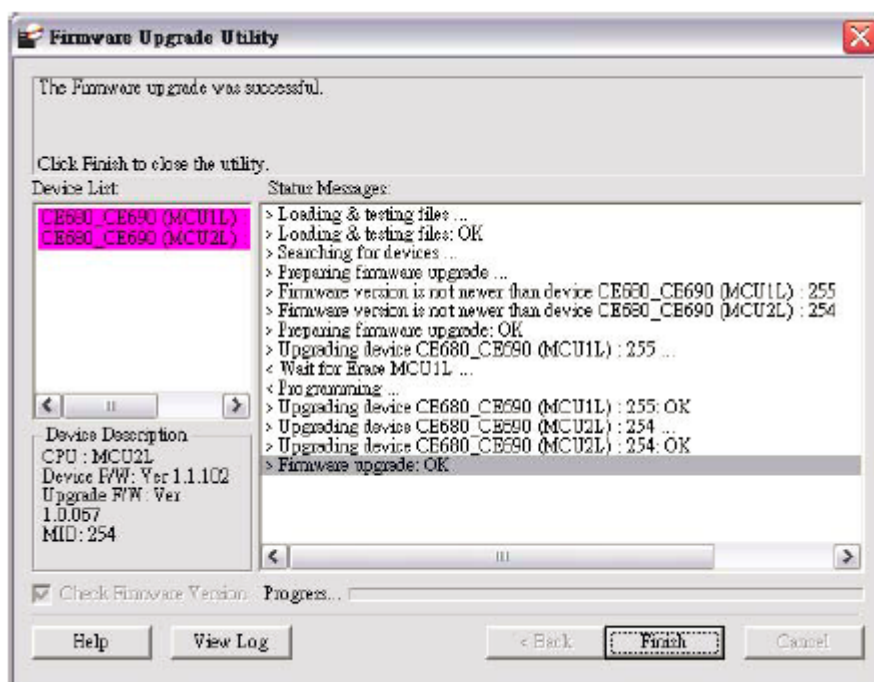 Firmware Upgrade Utility
The Firmware upgrade was successful.
Click Finish to close the utility.
Device List:
CE680_CE690 (MCU1L)
CE680_CE690 (MCU2L)
Status Messages:
> Loading & testing files ...
> Loading & testing files: OK
> Searching for devices ...
> Preparing firmware upgrade ...
> Firmware version is not newer than device CE680_CE690 (MCU1L) : 255
> Firmware version is not newer than device CE680_CE690 (MCU2L) : 254
> Preparing firmware upgrade: OK
> Upgrading device CE680_CE690 (MCU1L) : 255 ...
< Wait for Erase MCU1L ...
< Programming ...
> Upgrading device CE680_CE690 (MCU1L) : 255: OK
> Upgrading device CE680_CE690 (MCU2L) : 254 ...
> Upgrading device CE680_CE690 (MCU2L) : 254: OK
> Firmware upgrade: OK
Device Description
CPU : MCU2L
Device F/W: Ver 1.1.102
Upgrade F/W: Ver
1.0.067
MID: 254
Check Firmware Version
Progress...
Help
View Log
< Back
Finish
Cancel